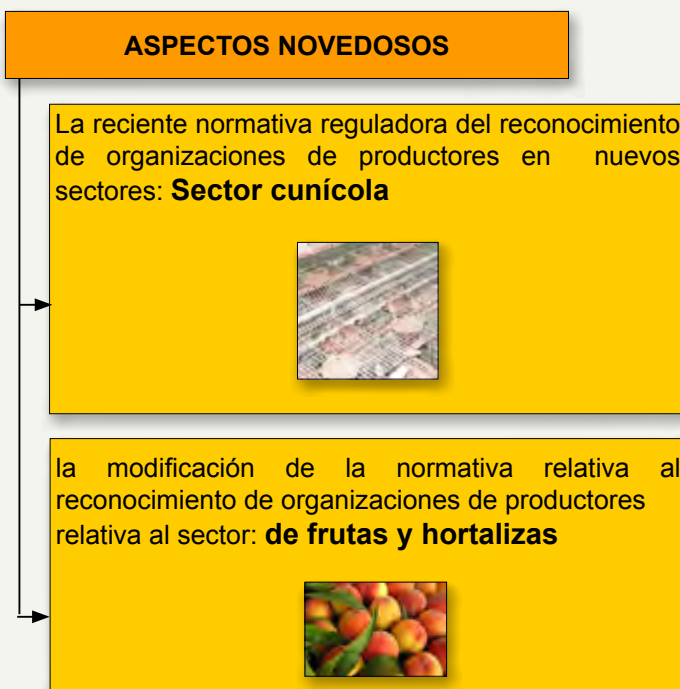 ASPECTOS NOVEDOSOS
La reciente normativa reguladora del reconocimiento
de organizaciones de productores en nuevos
sectores: Sector cunícola
la modificación de la normativa relativa al
reconocimiento de organizaciones de productores
relativa al sector: de frutas y hortalizas